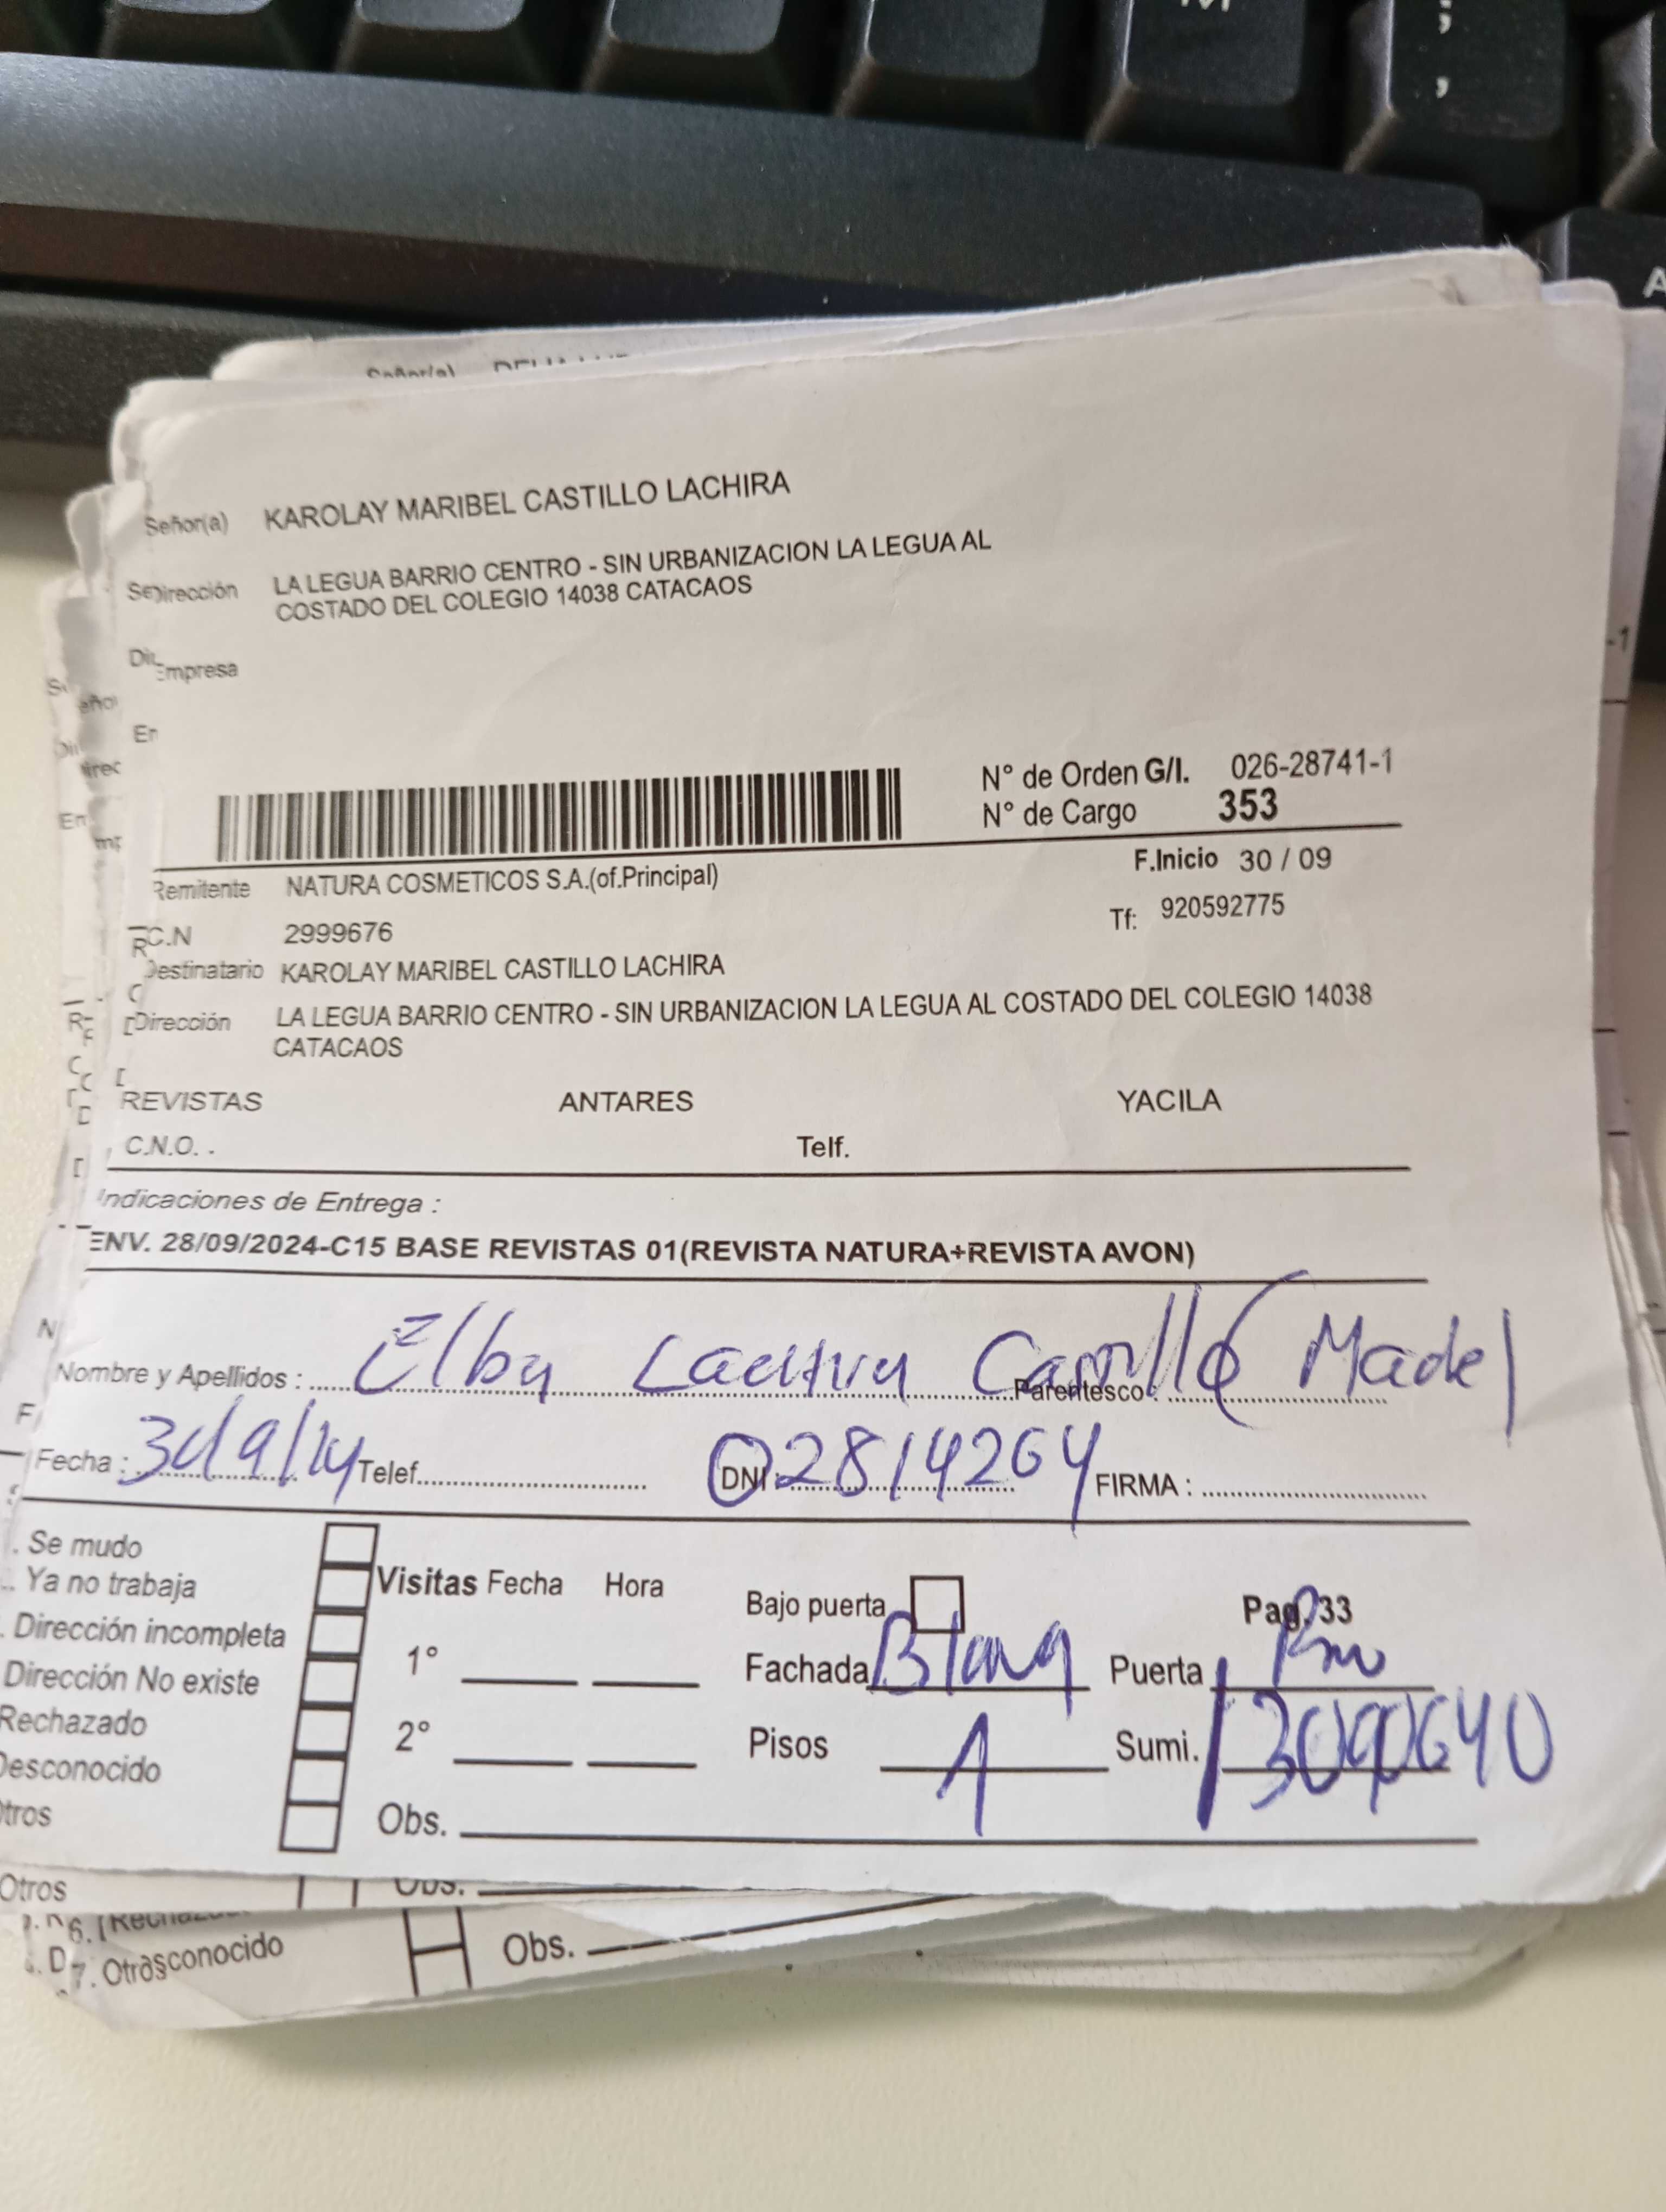 Señor(a) KAROLAY MARIBEL CASTILLO LACHIRA
Dirección LA LEGUA BARRIO CENTRO - SIN URBANIZACION LA LEGUA AL
COSTADO DEL COLEGIO 14038 CATACAOS
Empresa
N° de Orden G/I. 026-28741-1
N° de Cargo 353
Remitente NATURA COSMETICOS S.A.(of.Principal) F.Inicio 30 / 09
C.N 2999676 Tf: 920592775
Destinatario KAROLAY MARIBEL CASTILLO LACHIRA
Dirección LA LEGUA BARRIO CENTRO - SIN URBANIZACION LA LEGUA AL COSTADO DEL COLEGIO 14038
CATACAOS
REVISTAS ANTARES YACILA
C.N.O. . Telf.
Indicaciones de Entrega :
ENV. 28/09/2024-C15 BASE REVISTAS 01(REVISTA NATURA+REVISTA AVON)
Nombre y Apellidos : Elba Lachira Castillo Parentesco :
Fecha : Telef. DNI : 02814264 FIRMA :
Se mudo
Ya no trabaja Visitas Fecha Hora Bajo puerta Pag. 33
Dirección incompleta
Dirección No existe 1° Fachada Puerta
Rechazado 2° Pisos 1 Sumi.
Desconocido
Otros Obs.
Otros Obs.
7. Otros Desconocido Obs.